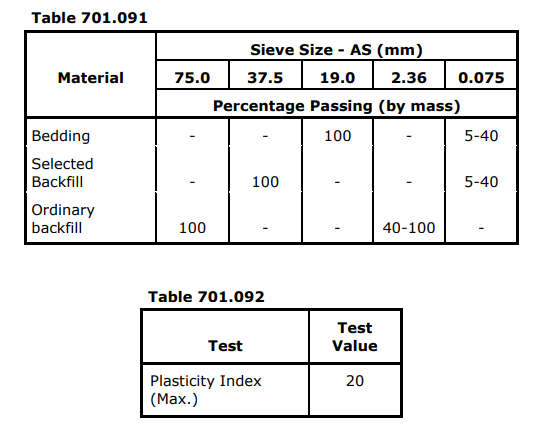 Table 701.091
Material
Sieve Size - AS (mm)
75.0 37.5 19.0 2.36 0.075
Percentage Passing (by mass)
Bedding - - 100 - 5-40
Selected
Backfill - 100 - - 5-40
Ordinary
backfill 100 - - 40-100 -
Table 701.092
Test
Test
Value
Plasticity Index 20
(Max.)